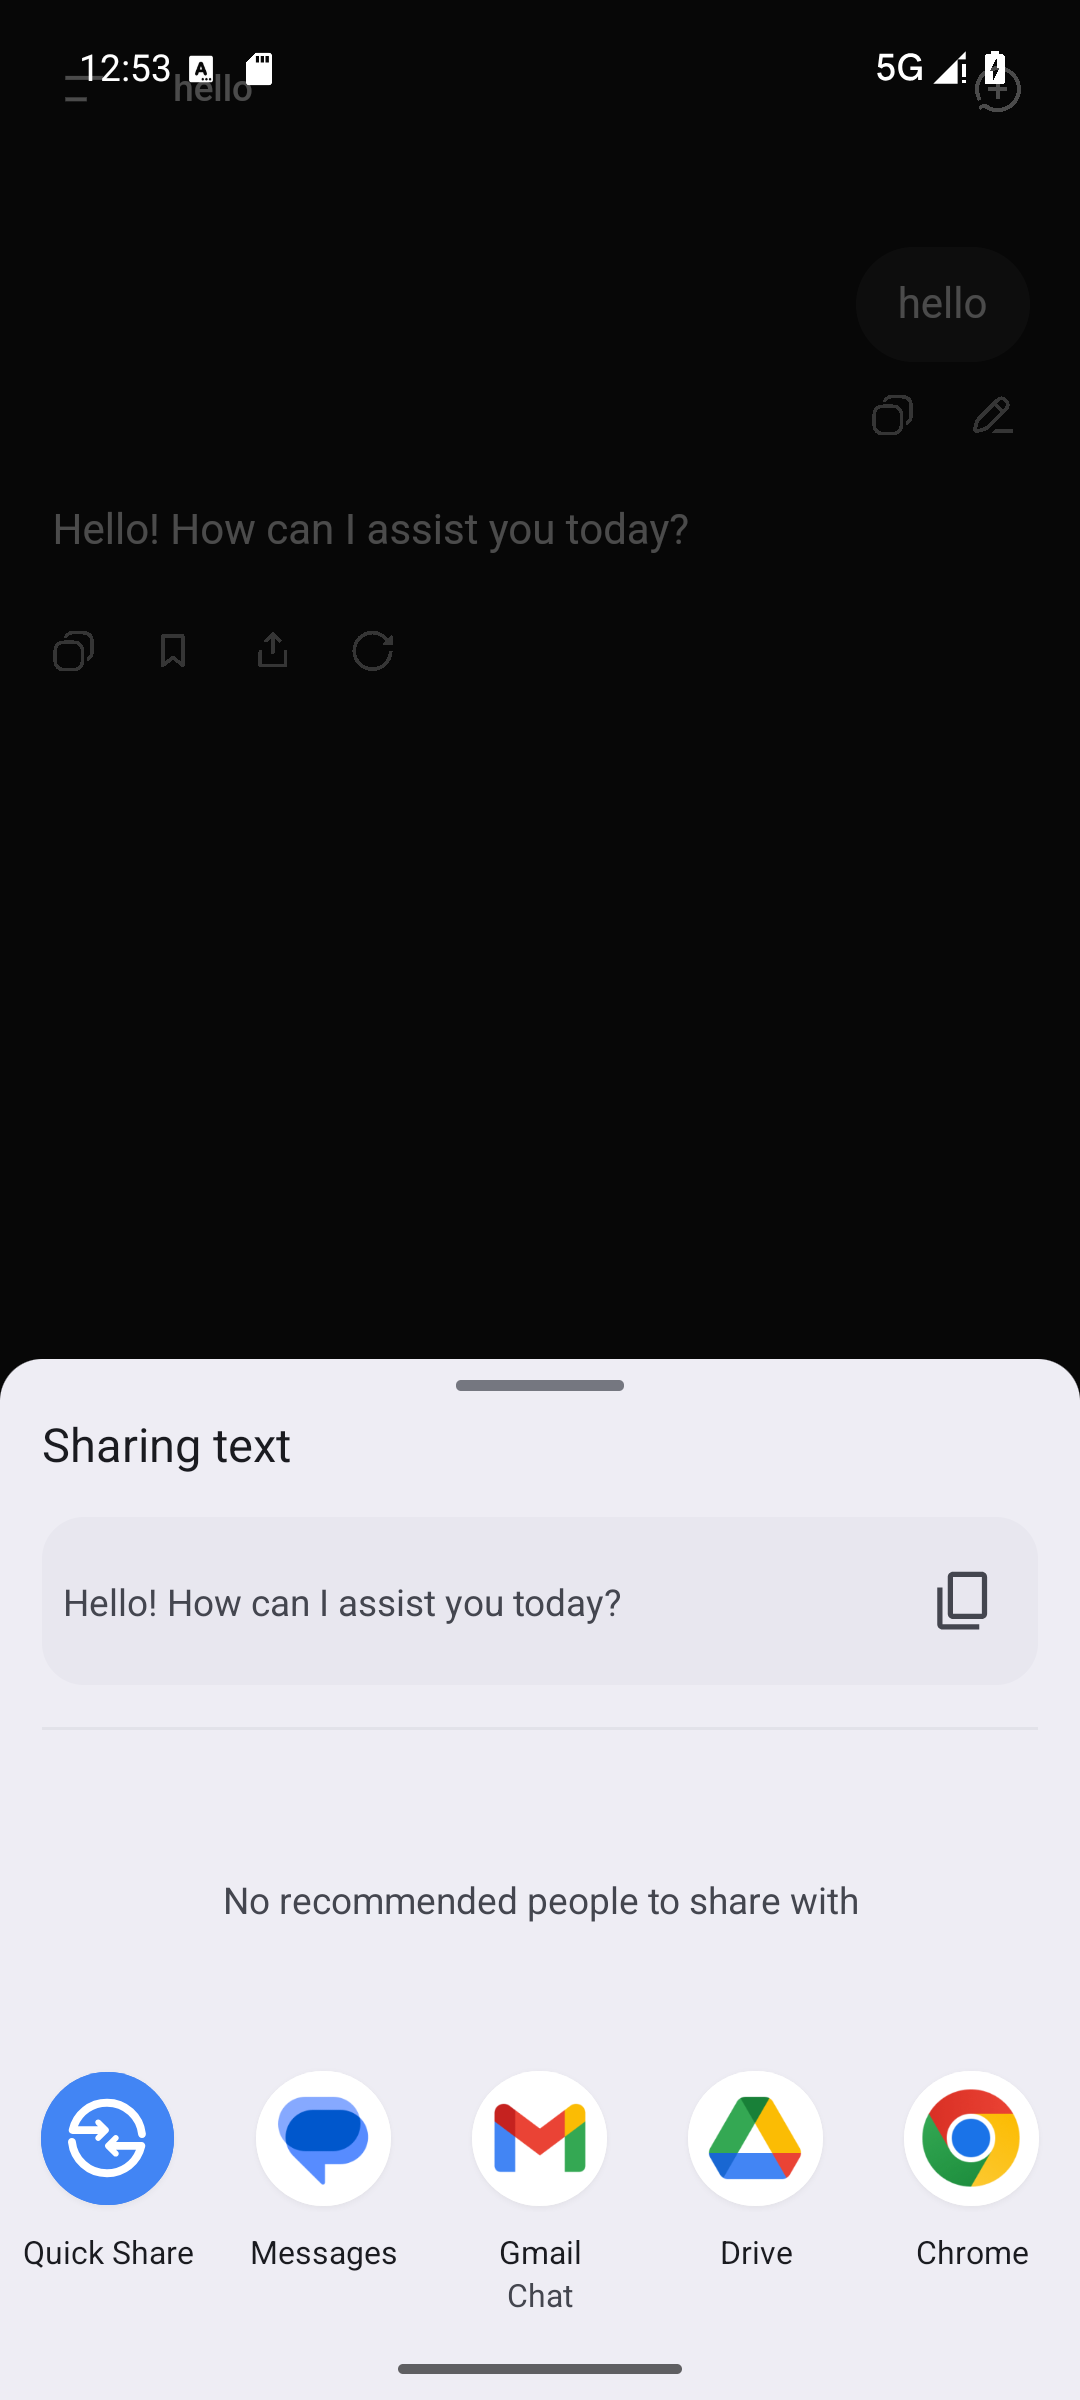 12:53
5G
hello
hello
Hello! How can I assist you today?
Sharing text
Hello! How can I assist you today?
No recommended people to share with
Quick Share
Messages
Gmail
Chat
Drive
Chrome